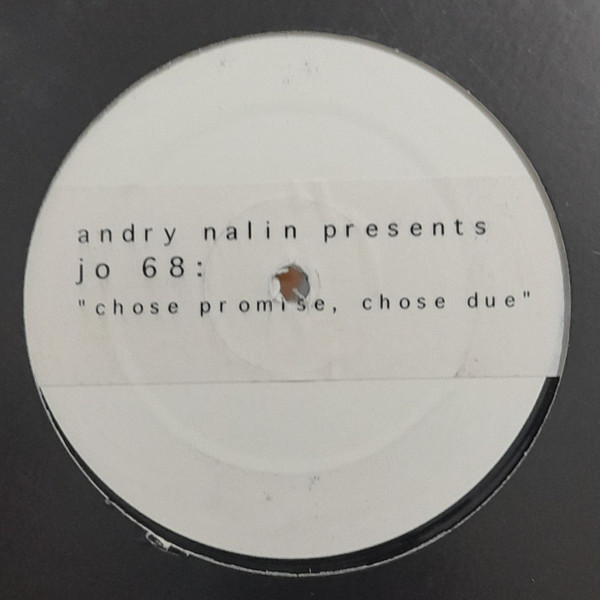 andry nalin presents
jo 68:
"chose promise, chose due"